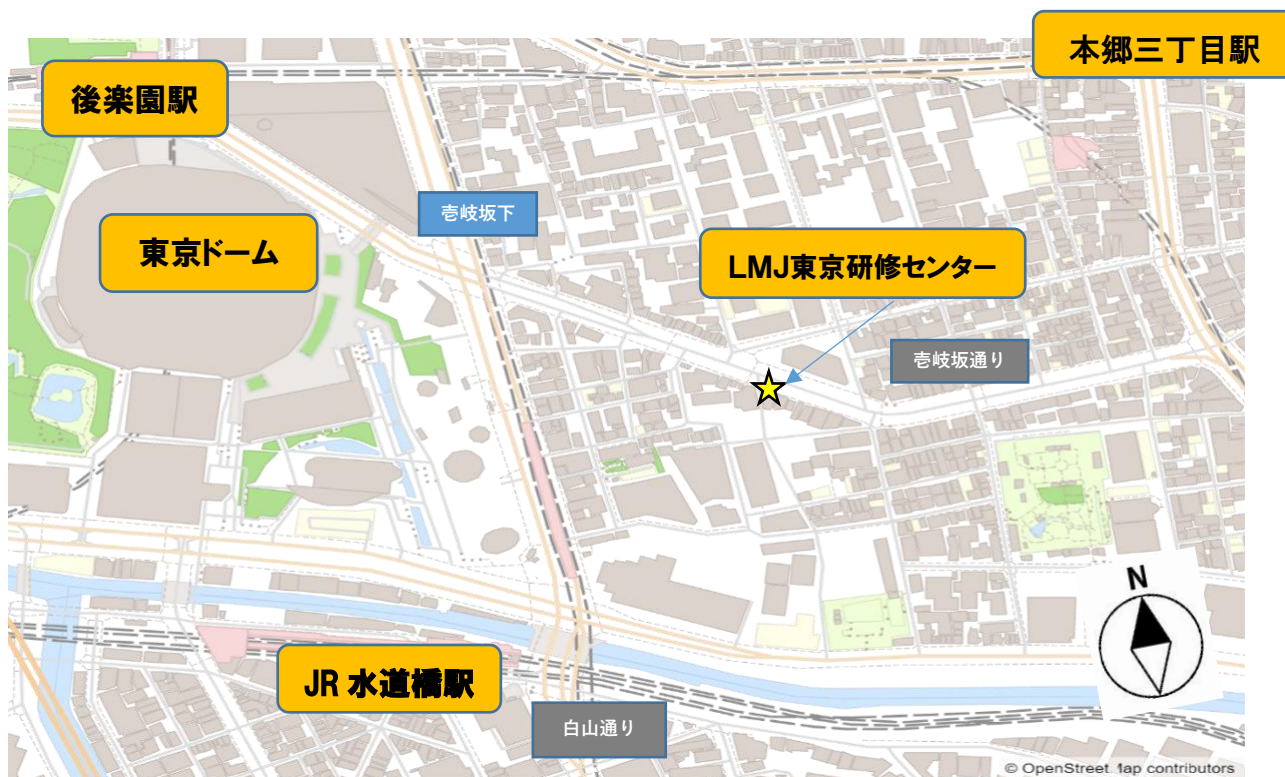 本郷三丁目駅
後楽園駅
壱岐坂下
東京ドーム
LMJ東京研修センター
壱岐坂通り
N
JR 水道橋駅
白山通り
© OpenStreet 1ap contributors